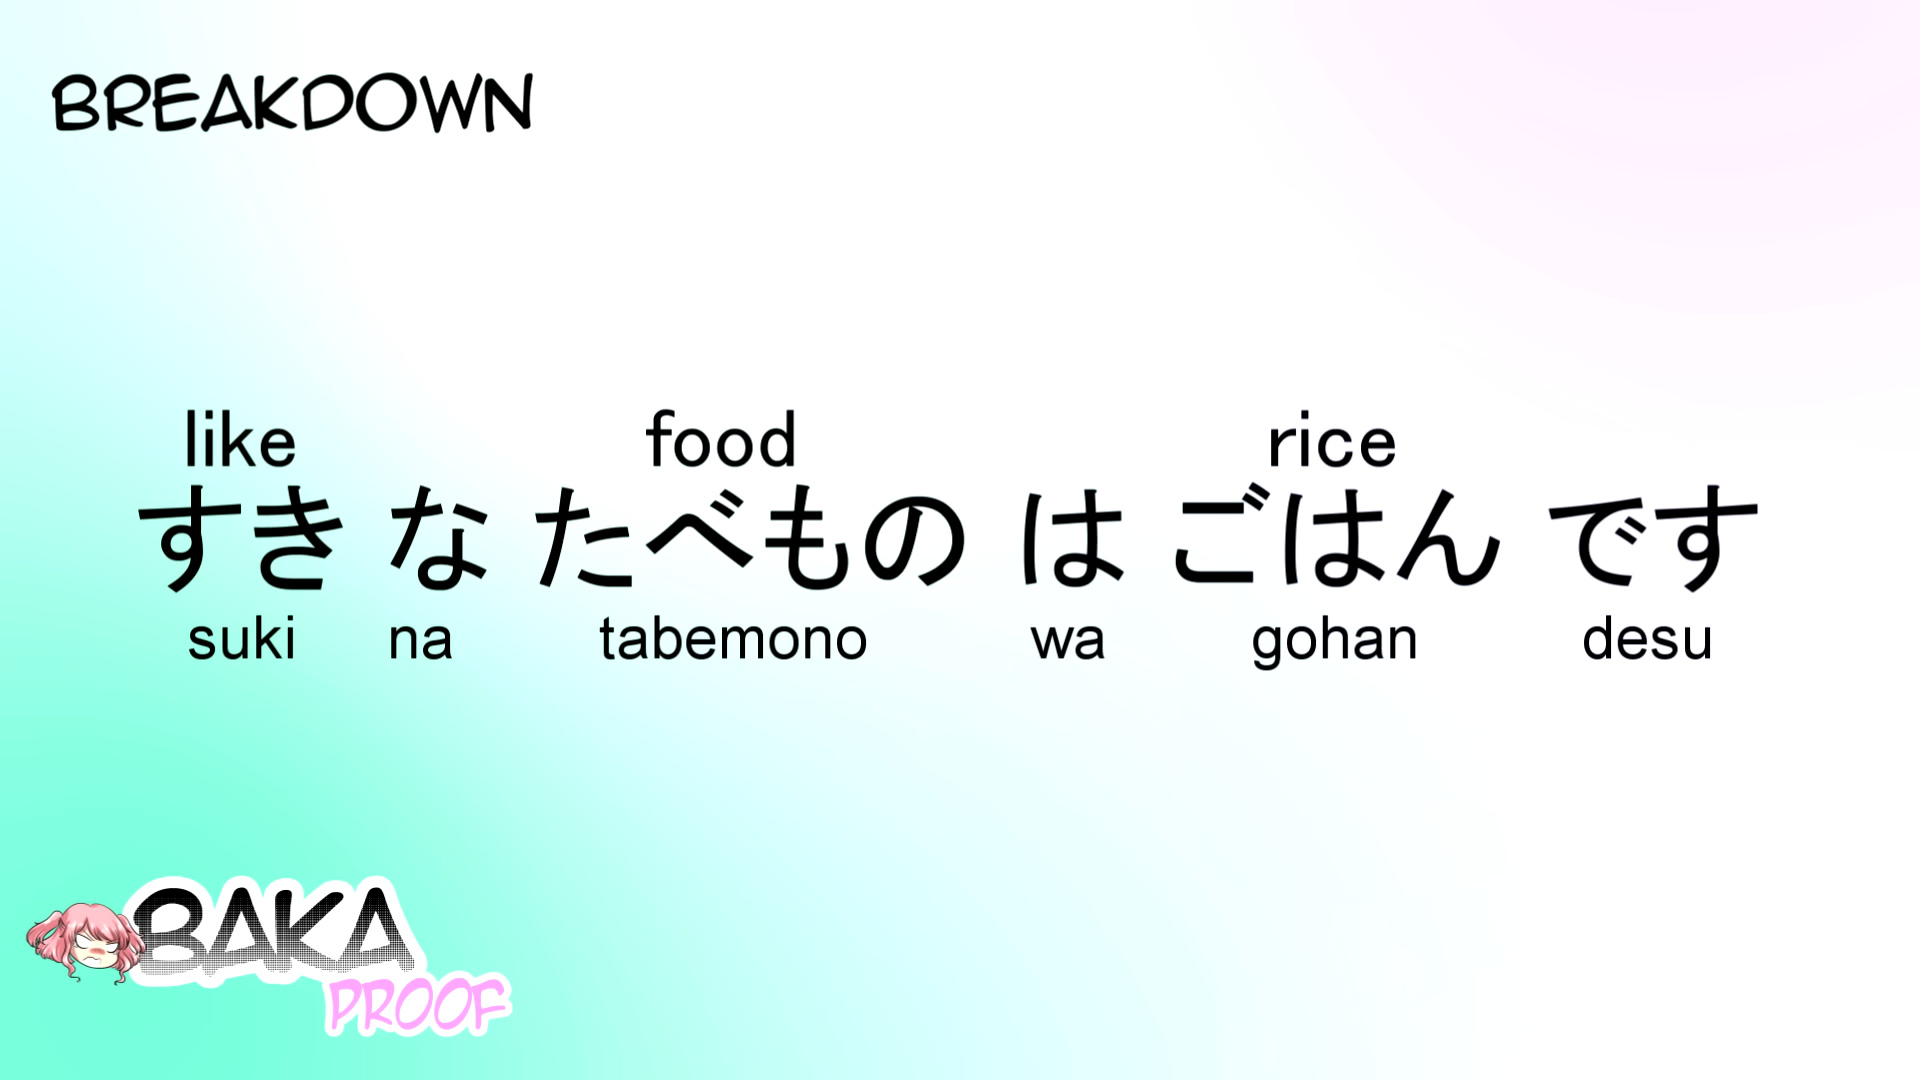 BREAKDOWN
like food rice
すき な たべもの は ごはん です
suki na tabemono wa gohan desu
BAKA
PROOF